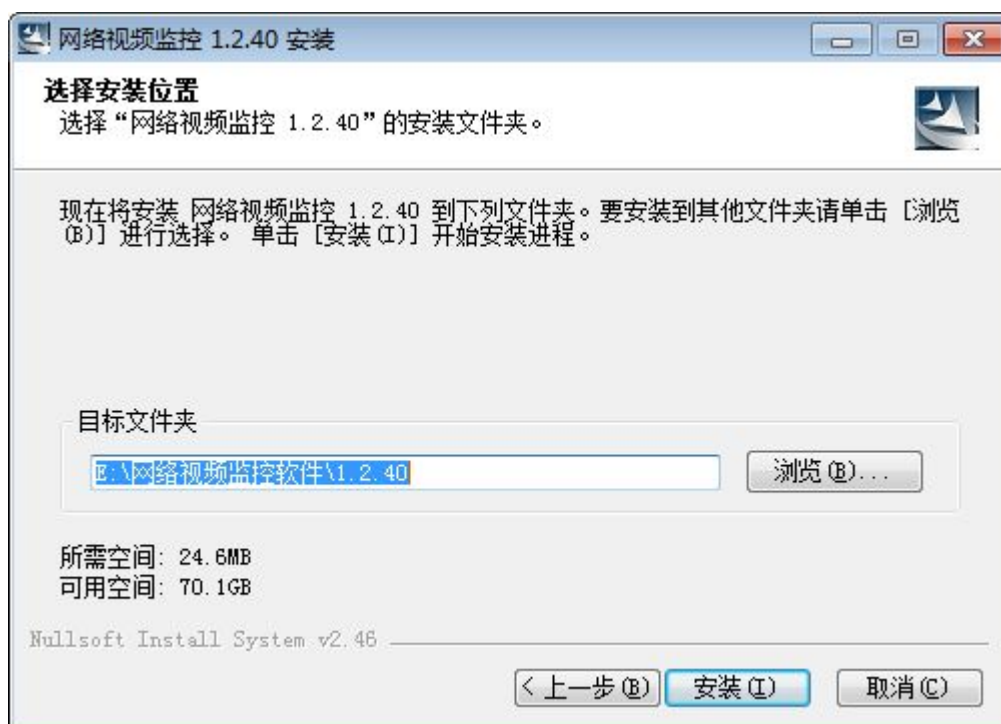 网络视频监控 1.2.40 安装
选择安装位置
选择“网络视频监控 1.2.40”的安装文件夹。
现在将安装 网络视频监控 1.2.40 到下列文件夹。要安装到其他文件夹请单击 [浏览
(B)] 进行选择。 单击 [安装(I)] 开始安装进程。
目标文件夹
E:\网络视频监控软件\1.2.40
浏览(B)...
所需空间: 24.6MB
可用空间: 70.1GB
Nullsoft Install System v2.46
< 上一步(B)
安装(I)
取消(C)